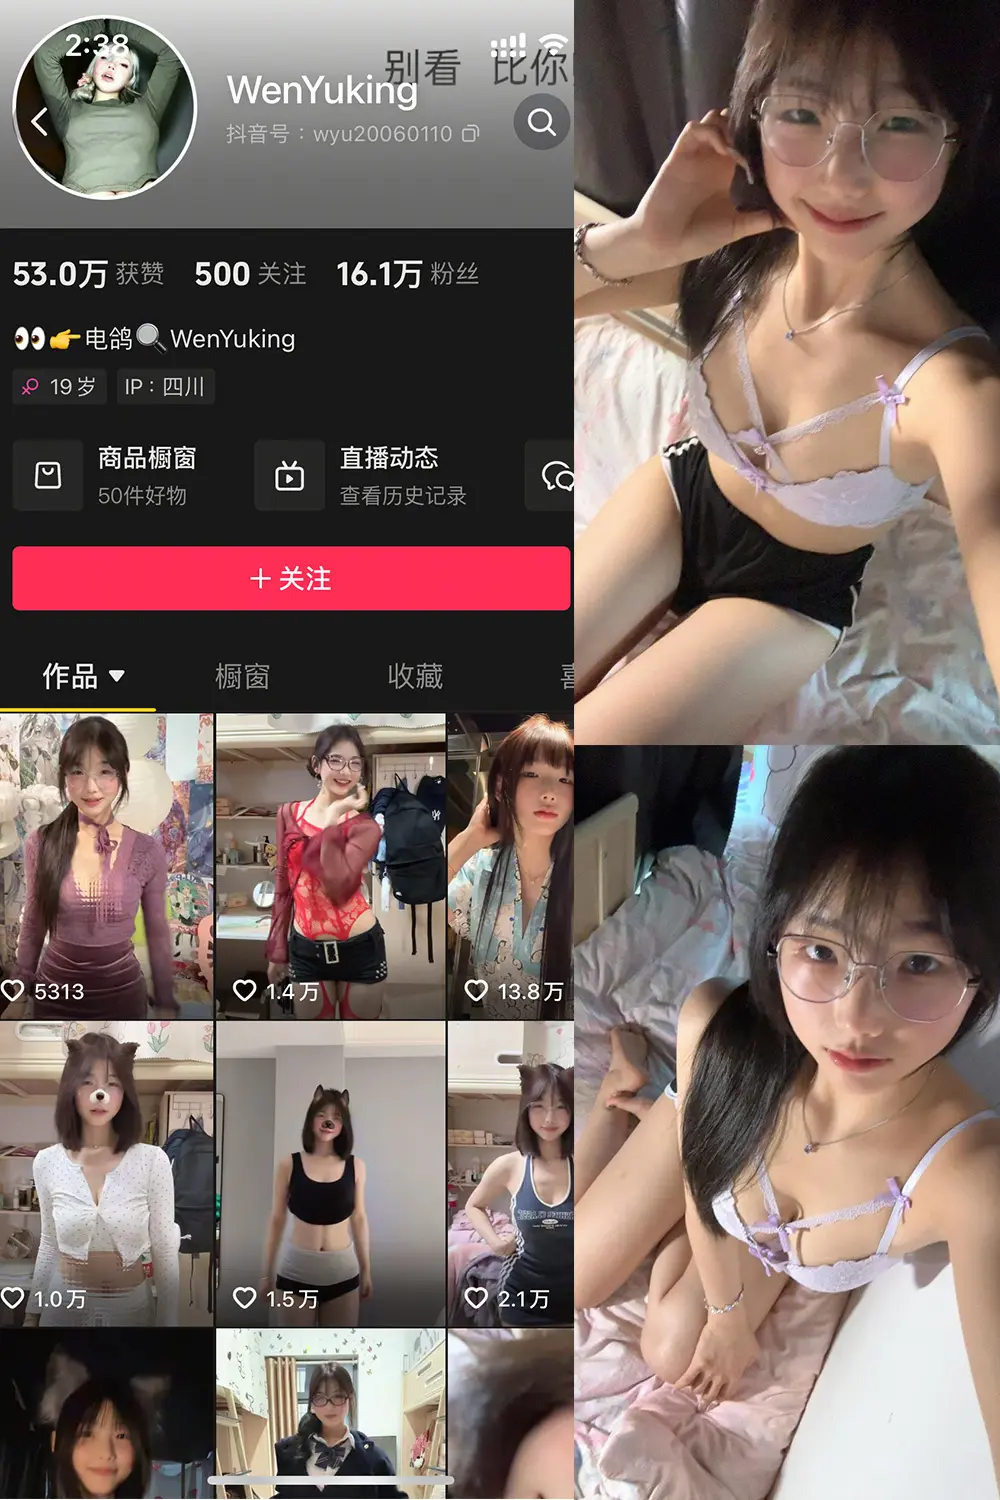 2:38
别看 比你
WenYuking
抖音号：wyu20060110
53.0万 获赞 500 关注 16.1万 粉丝
👀👉电鸽🔍WenYuking
19岁 IP：四川
商品橱窗
50件好物
直播动态
查看历史记录
+ 关注
作品 橱窗 收藏 喜
5313
1.4万
13.8万
1.0万
1.5万
2.1万